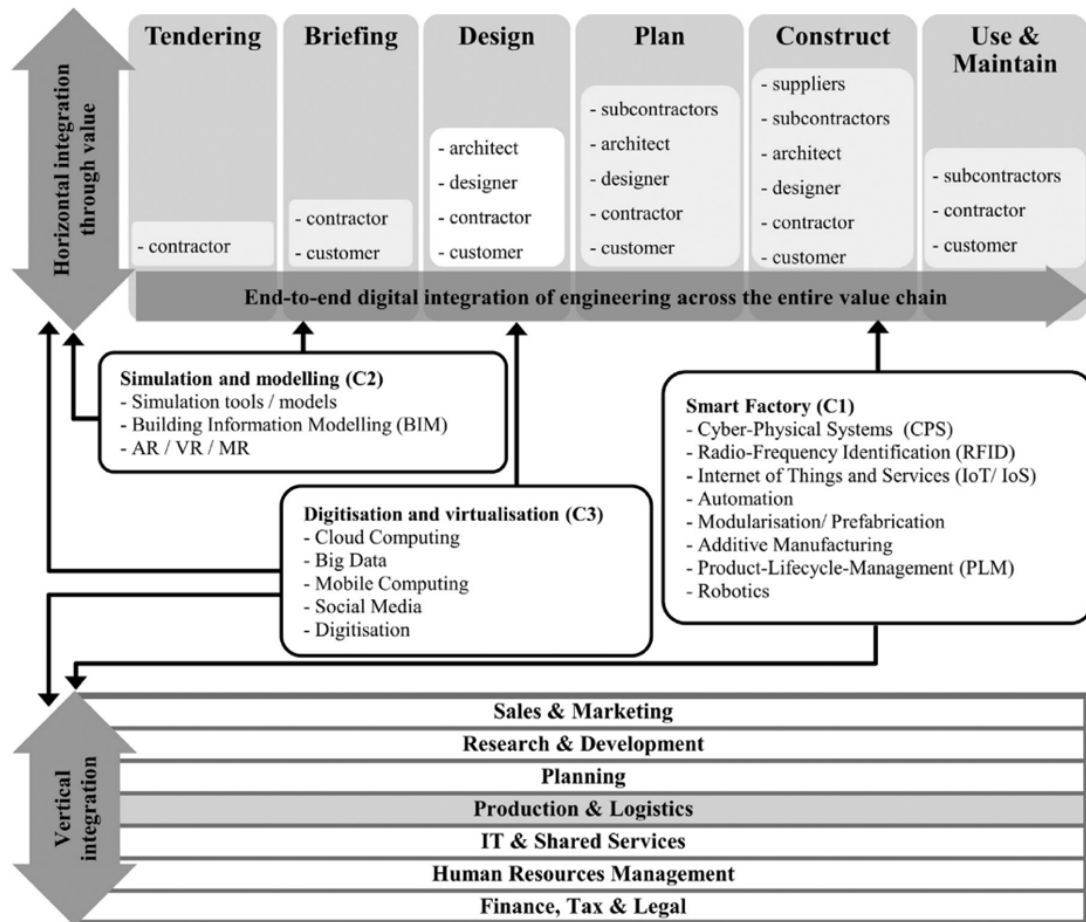 Tendering
Briefing
Design
Plan
Construct
Use &
Maintain
Horizontal integration
through value
- contractor
- contractor
- customer
- architect
- designer
- contractor
- customer
- subcontractors
- architect
- designer
- contractor
- customer
- suppliers
- subcontractors
- architect
- designer
- contractor
- customer
- subcontractors
- contractor
- customer
End-to-end digital integration of engineering across the entire value chain
Simulation and modelling (C2)
- Simulation tools / models
- Building Information Modelling (BIM)
- AR / VR / MR
Digitisation and virtualisation (C3)
- Cloud Computing
- Big Data
- Mobile Computing
- Social Media
- Digitisation
Smart Factory (C1)
- Cyber-Physical Systems (CPS)
- Radio-Frequency Identification (RFID)
- Internet of Things and Services (IoT/ IoS)
- Automation
- Modularisation/ Prefabrication
- Additive Manufacturing
- Product-Lifecycle-Management (PLM)
- Robotics
Vertical
integration
Sales & Marketing
Research & Development
Planning
Production & Logistics
IT & Shared Services
Human Resources Management
Finance, Tax & Legal